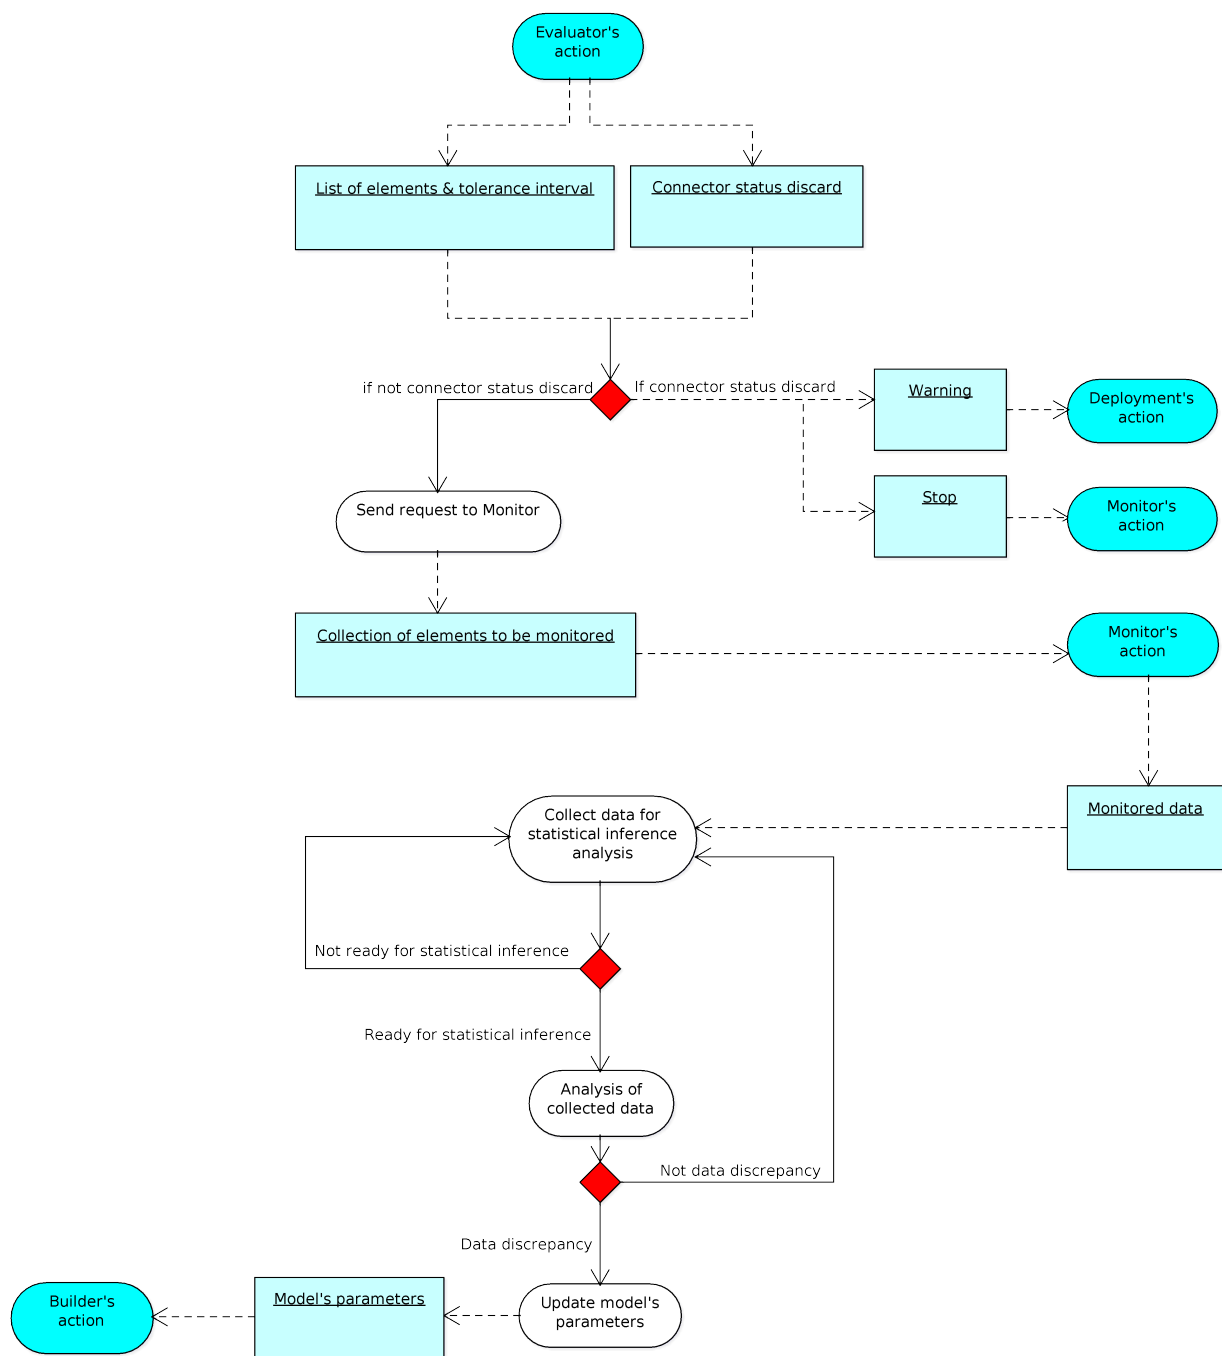 Evaluator's
action
List of elements & tolerance interval
Connector status discard
if not connector status discard
If connector status discard
Warning
Deployment's
action
Send request to Monitor
Stop
Monitor's
action
Collection of elements to be monitored
Monitor's
action
Collect data for
statistical inference
analysis
Monitored data
Not ready for statistical inference
Ready for statistical inference
Analysis of
collected data
Not data discrepancy
Data discrepancy
Builder's
action
Model's parameters
Update model's
parameters